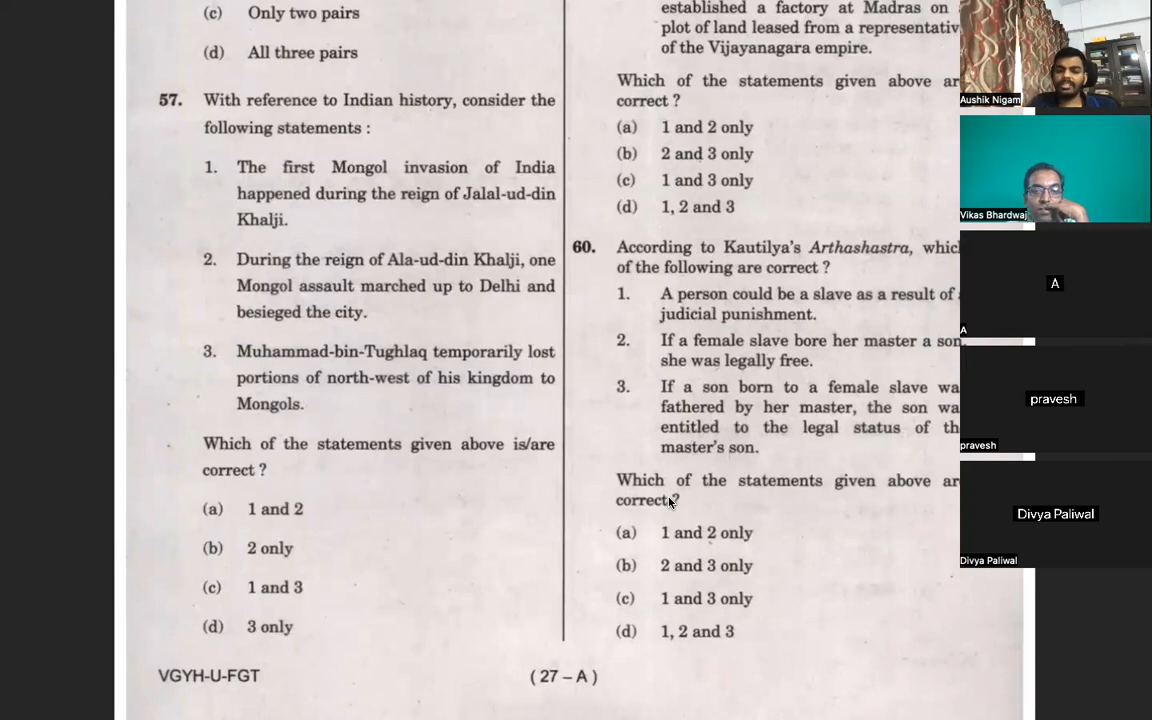 (c) Only two pairs
(d) All three pairs
57. With reference to Indian history, consider the
following statements :
1. The first Mongol invasion of India
happened during the reign of Jalal-ud-din
Khalji.
2. During the reign of Ala-ud-din Khalji, one
Mongol assault marched up to Delhi and
besieged the city.
3. Muhammad-bin-Tughlaq temporarily lost
portions of north-west of his kingdom to
Mongols.
Which of the statements given above is/are
correct ?
(a) 1 and 2
(b) 2 only
(c) 1 and 3
(d) 3 only
VGYH-U-FGT
( 27 – A )
established a factory at Madras on
plot of land leased from a representativ
of the Vijayanagara empire.
Which of the statements given above ar
correct ?
(a) 1 and 2 only
(b) 2 and 3 only
(c) 1 and 3 only
(d) 1, 2 and 3
60. According to Kautilya's Arthashastra, whic
of the following are correct ?
1. A person could be a slave as a result of
judicial punishment.
2. If a female slave bore her master a son,
she was legally free.
3. If a son born to a female slave wa
fathered by her master, the son wa
entitled to the legal status of th
master's son.
Which of the statements given above ar
correct ?
(a) 1 and 2 only
(b) 2 and 3 only
(c) 1 and 3 only
(d) 1, 2 and 3
Aushik Nigam
Vikas Bhardwaj
A
A
pravesh
pravesh
Divya Paliwal
Divya Paliwal